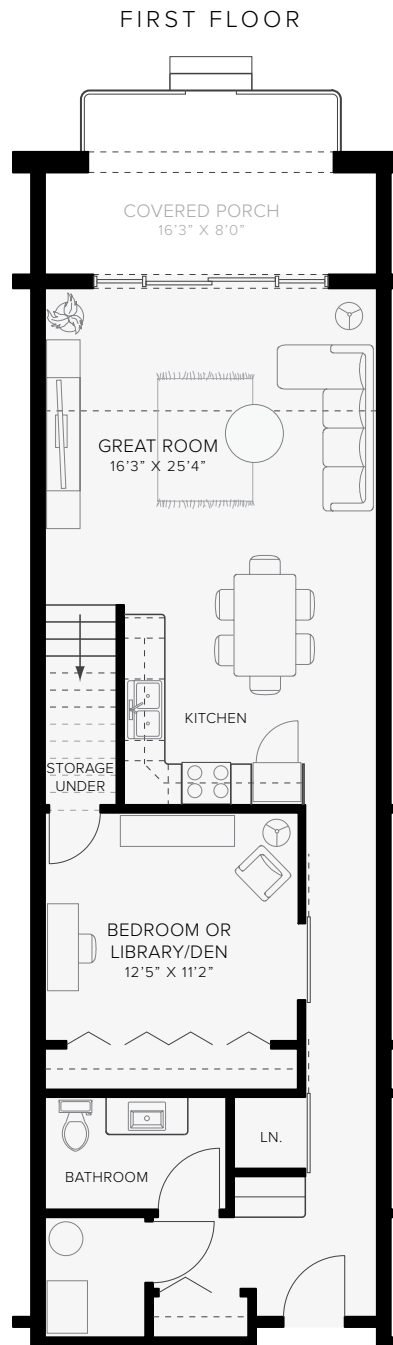 FIRST FLOOR
COVERED PORCH
16’3” X 8’0”
GREAT ROOM
16’3” X 25’4”
KITCHEN
STORAGE
UNDER
BEDROOM OR
LIBRARY/DEN
12’5” X 11’2”
LN.
BATHROOM